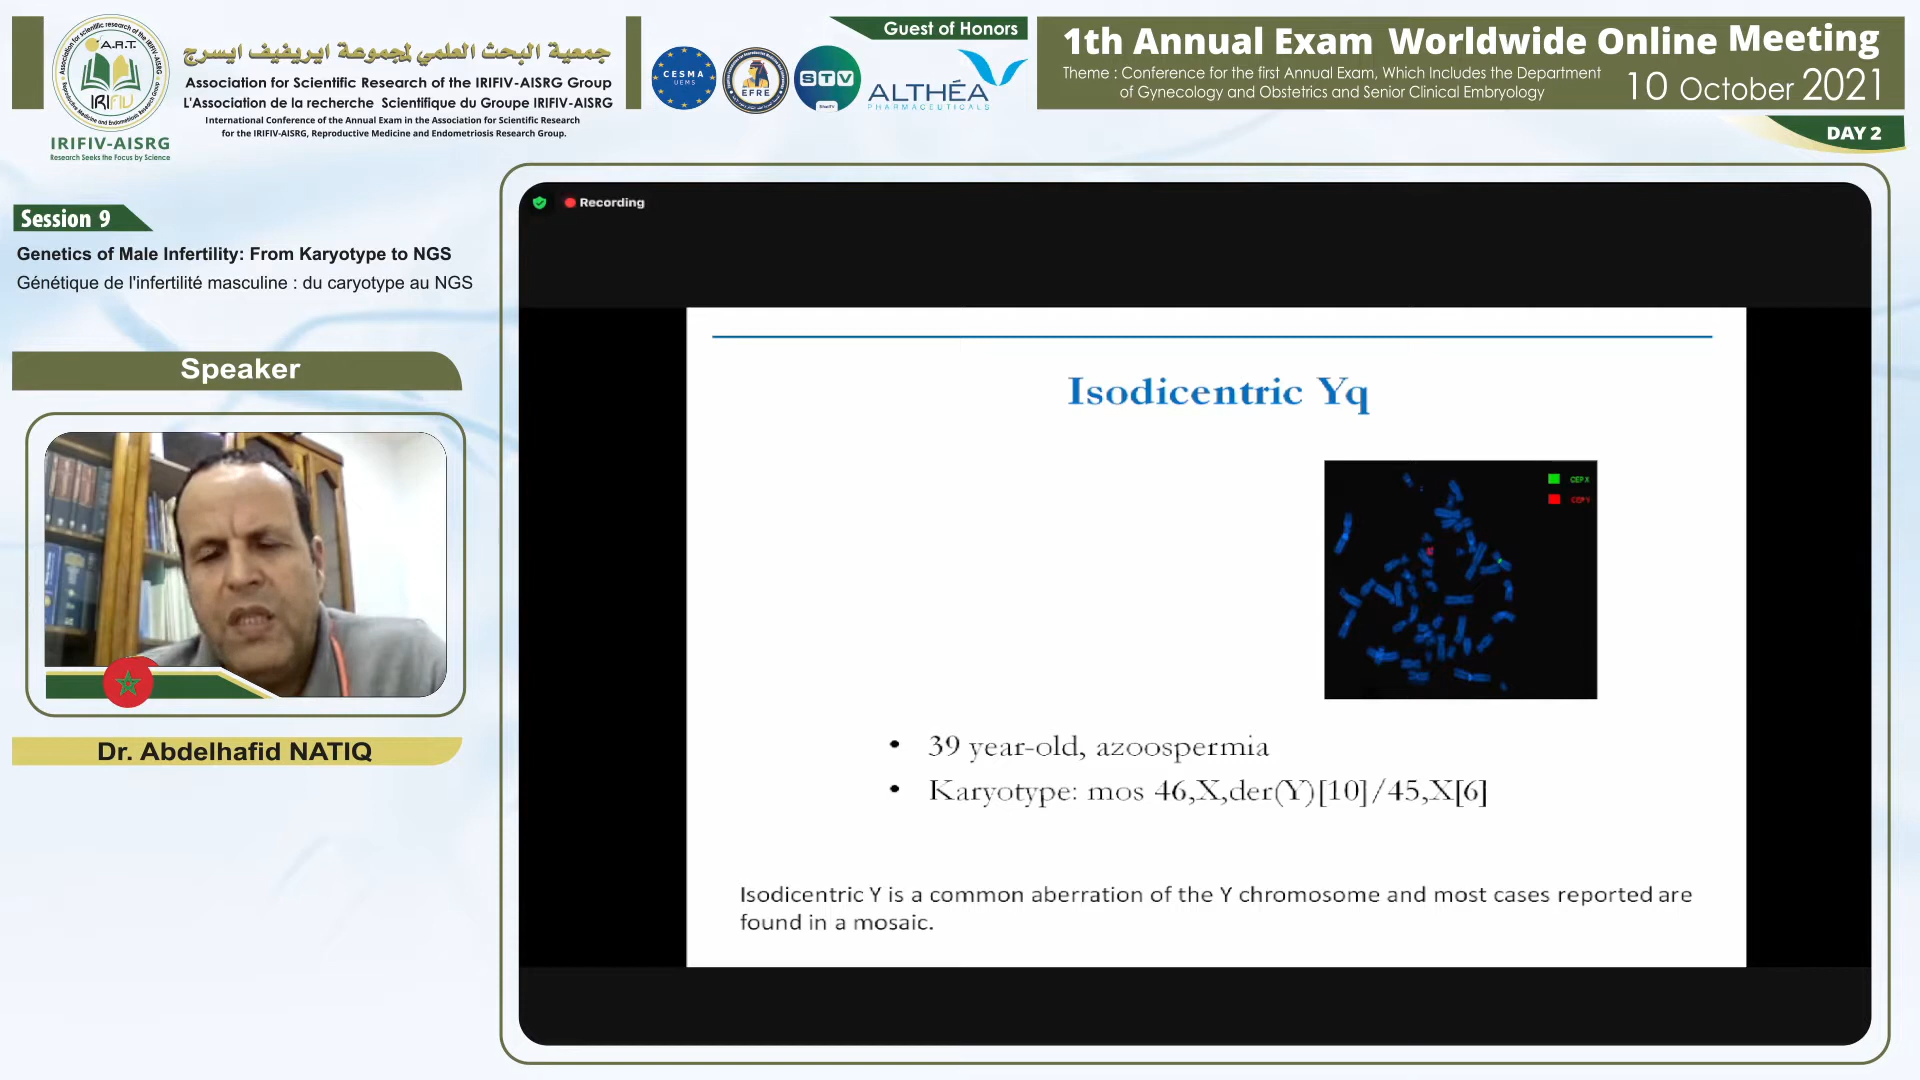 A.R.T.
IRIFIV
IRIFIV-AISRG
Research Seeks the Focus by Science
جمعية البحث العلمي لمجموعة ايريفيف ايسرج
Association for Scientific Research of the IRIFIV-AISRG Group
L'Association de la recherche Scientifique du Groupe IRIFIV-AISRG
International Conference of the Annual Exam in the Association for Scientific Research
for the IRIFIV-AISRG, Reproductive Medicine and Endometriosis Research Group.
Guest of Honors
CESMA
UEMS
EFRE
STV
ALTHÉA
PHARMACEUTICALS
1th Annual Exam Worldwide Online Meeting
Theme : Conference for the first Annual Exam, Which Includes the Department
of Gynecology and Obstetrics and Senior Clinical Embryology
10 October 2021
DAY 2
Session 9
Genetics of Male Infertility: From Karyotype to NGS
Génétique de l'infertilité masculine : du caryotype au NGS
Speaker
Dr. Abdelhafid NATIQ
Recording
Isodicentric Yq
CEP X
CEP Y
• 39 year-old, azoospermia
• Karyotype: mos 46,X,der(Y)[10]/45,X[6]
Isodicentric Y is a common aberration of the Y chromosome and most cases reported are
found in a mosaic.